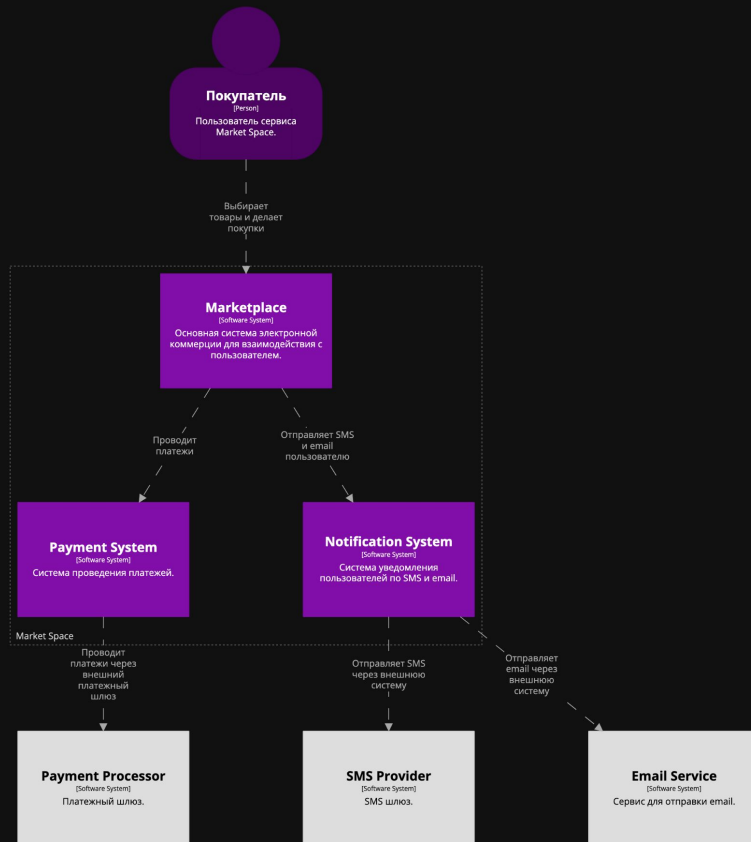 Покупатель
[Person]
Пользователь сервиса
Market Space.
Выбирает
товары и делает
покупки
Marketplace
[Software System]
Основная система электронной
коммерции для взаимодействия с
пользователем.
Проводит
платежи
Отправляет SMS
и email
пользователю
Payment System
[Software System]
Система проведения платежей.
Notification System
[Software System]
Система уведомления
пользователей по SMS и email.
Market Space
Проводит
платежи через
внешний
платежный
шлюз
Отправляет SMS
через внешнюю
систему
Отправляет
email через
внешнюю
систему
Payment Processor
[Software System]
Платежный шлюз.
SMS Provider
[Software System]
SMS шлюз.
Email Service
[Software System]
Сервис для отправки email.